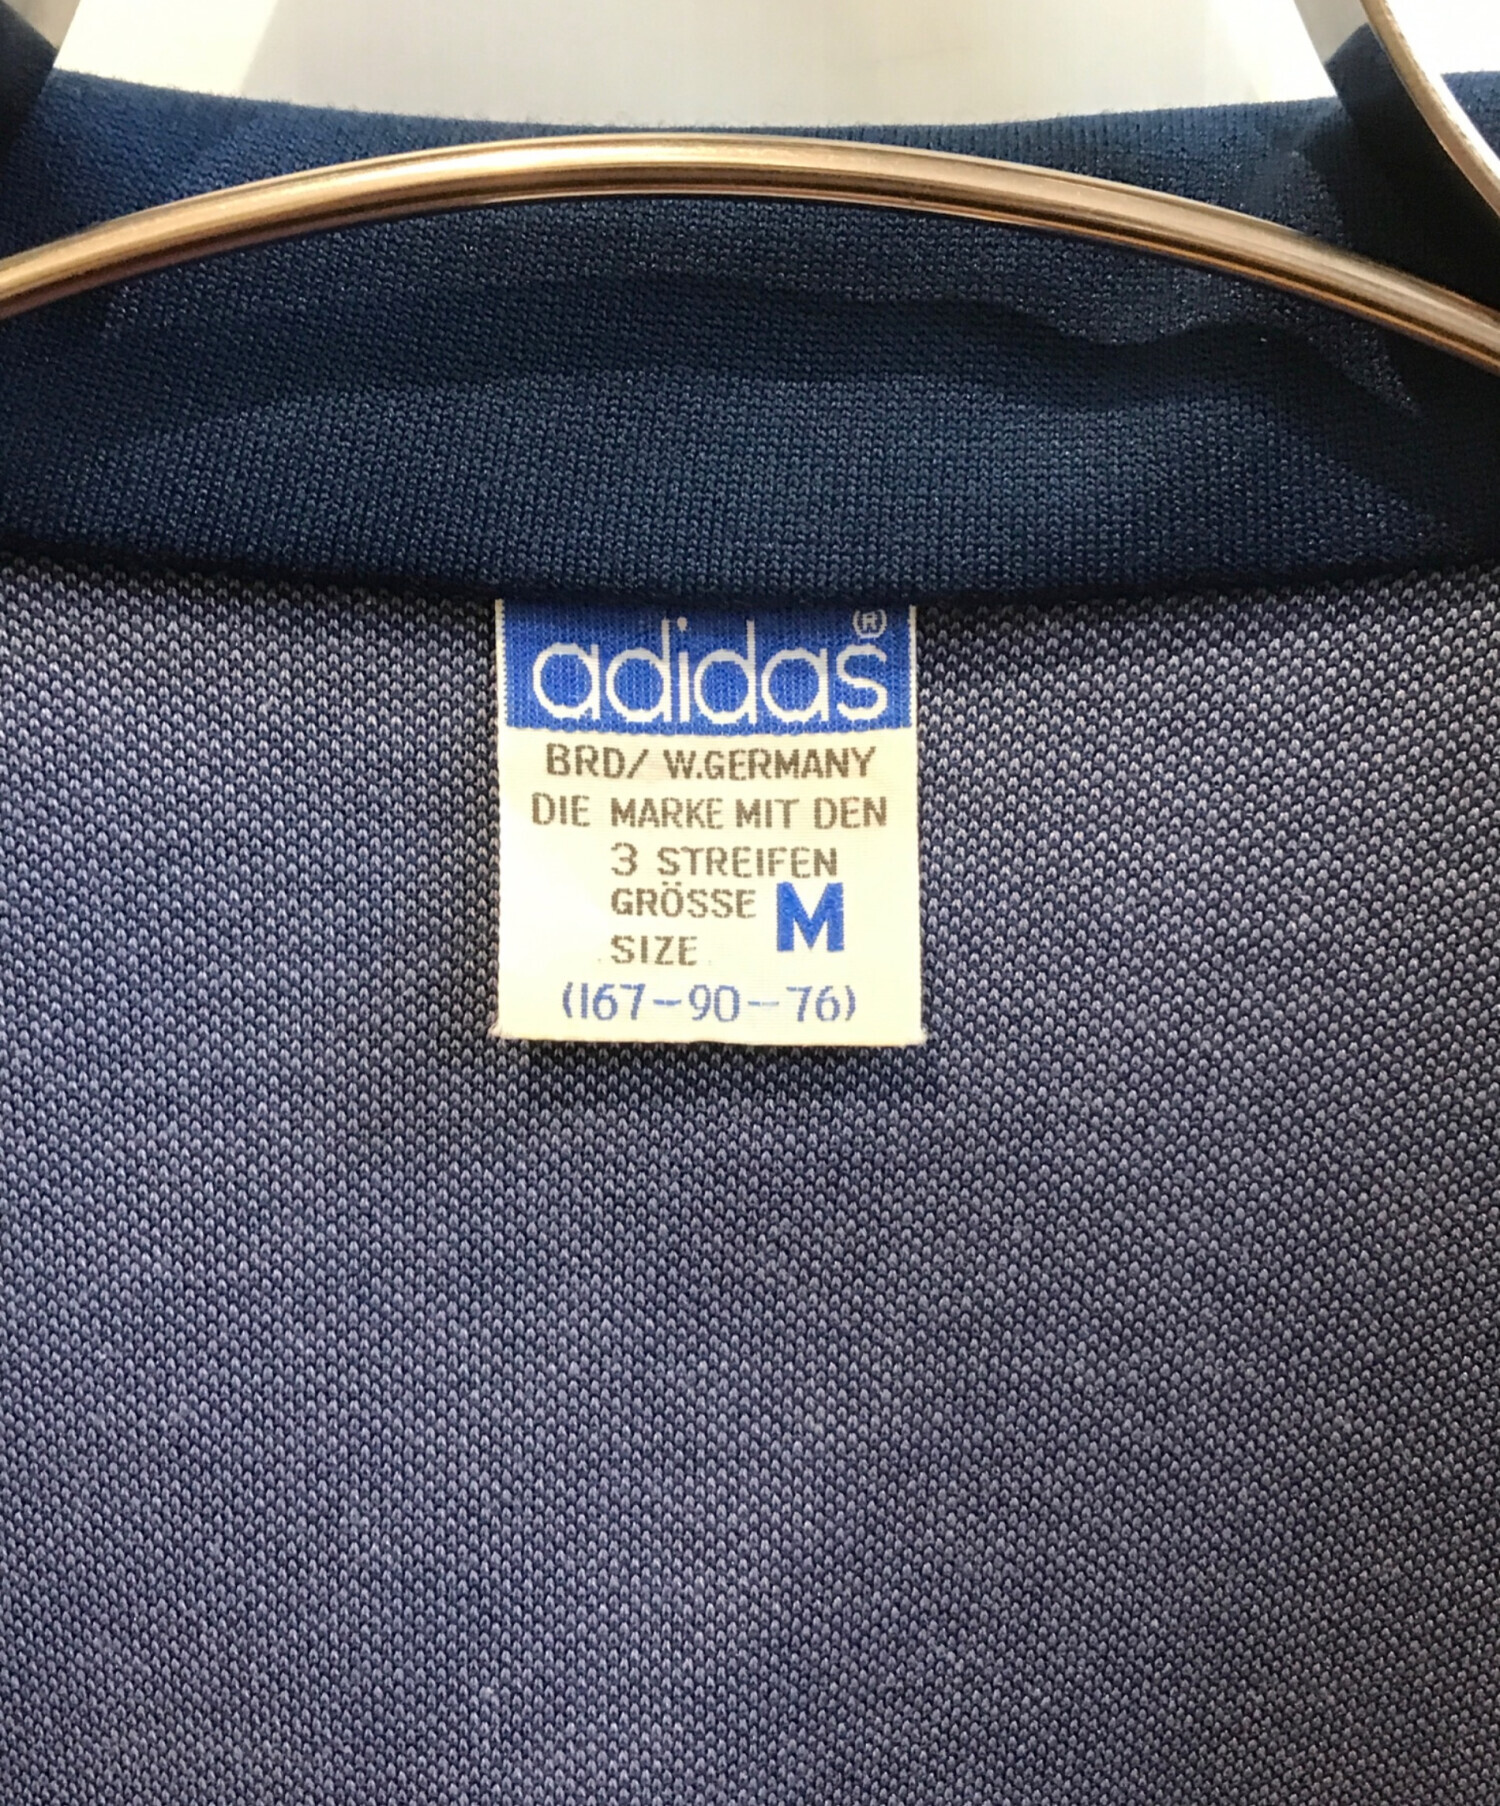 adidas®
BRD/ W.GERMANY
DIE MARKE MIT DEN
3 STREIFEN
GRÖSSE M
SIZE
(167-90-76)